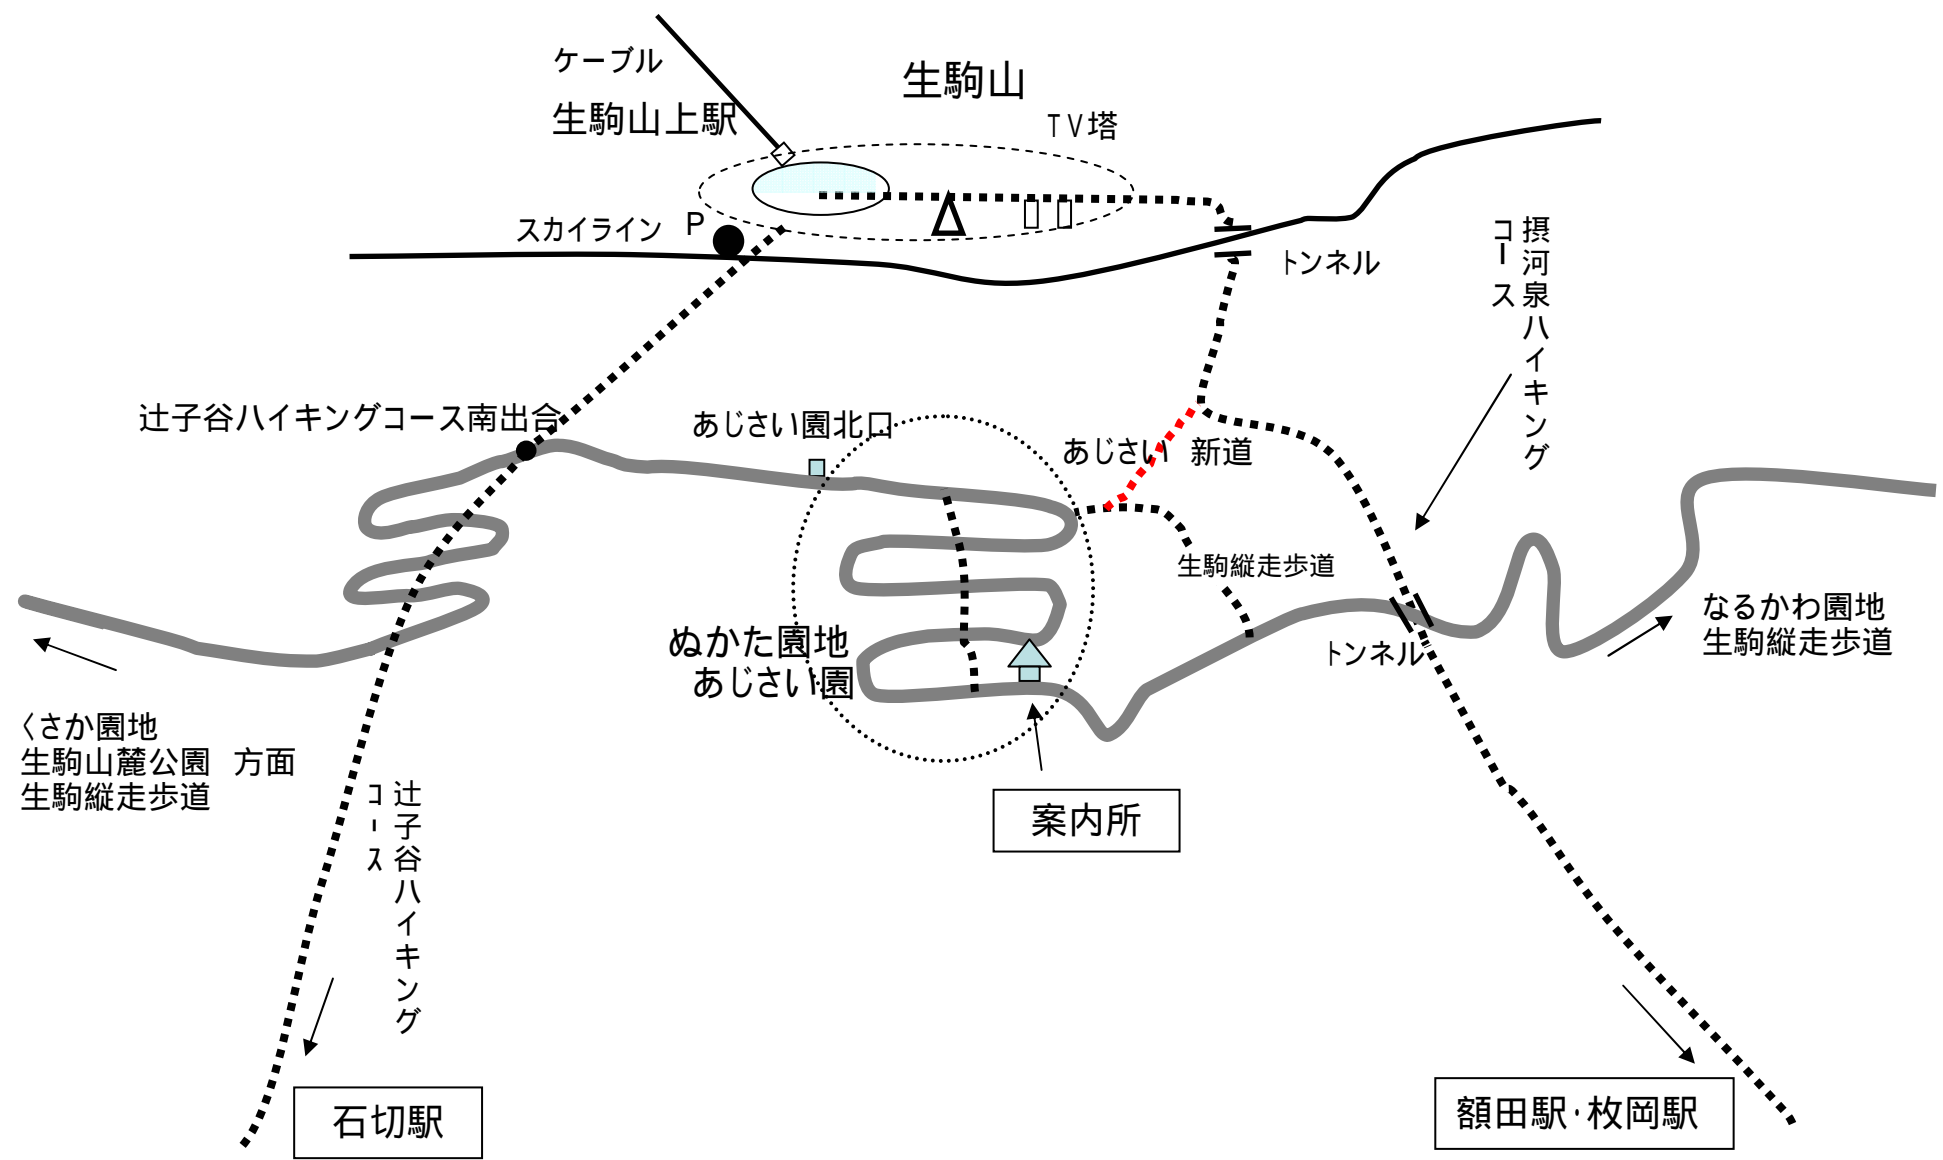 ケーブル
生駒山上駅
生駒山
TV塔
スカイライン
P
トンネル
摂河泉ハイキング
コース
辻子谷ハイキングコース南出合
あじさい園北口
あじさい 新道
生駒縦走歩道
なるかわ園地
生駒縦走歩道
トンネル
ぬかた園地
あじさい園
くさか園地
生駒山麓公園 方面
生駒縦走歩道
辻子谷ハイキング
コース
案内所
石切駅
額田駅・枚岡駅